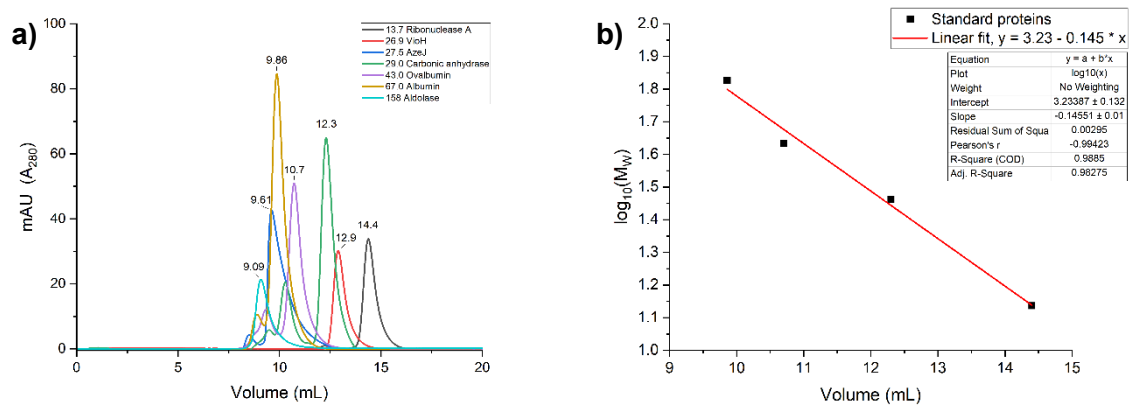 a)
13.7 Ribonuclease A
26.9 VioH
27.5 AzeJ
29.0 Carbonic anhydrase
43.0 Ovalbumin
67.0 Albumin
158 Aldolase
9.86
12.3
10.7
9.61
14.4
12.9
9.09
100
80
60
40
20
0
mAU (A280)
0 5 10 15 20
Volume (mL)
b)
Standard proteins
Linear fit, y = 3.23 - 0.145 * x
Equation y = a + b*x
Plot log10(x)
Weight No Weighting
Intercept 3.23387 ± 0.132
Slope -0.14551 ± 0.01
Residual Sum of Squa 0.00295
Pearson's r -0.99423
R-Square (COD) 0.9885
Adj. R-Square 0.98275
2.0
1.9
1.8
1.7
1.6
1.5
1.4
1.3
1.2
1.1
1.0
log10(MW)
9 10 11 12 13 14 15
Volume (mL)